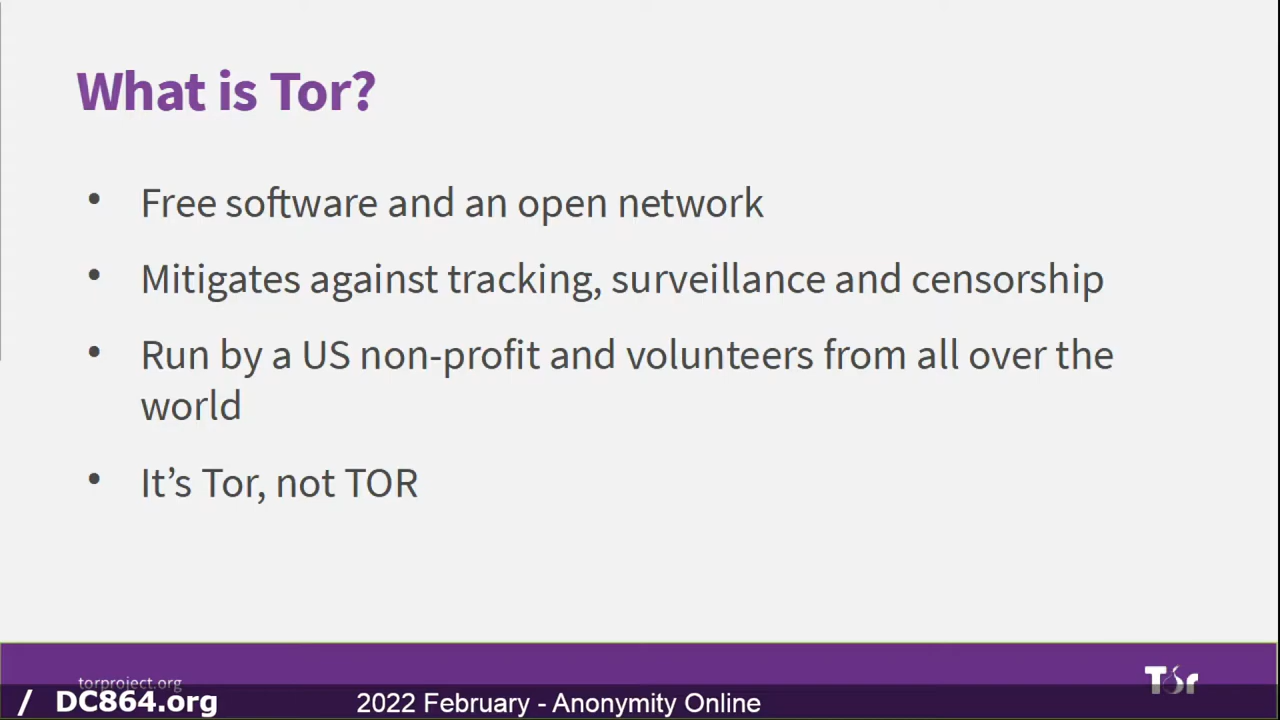 What is Tor?
• Free software and an open network
• Mitigates against tracking, surveillance and censorship
• Run by a US non-profit and volunteers from all over the
world
• It’s Tor, not TOR
torproject.org
Tor
/ DC864.org
2022 February - Anonymity Online